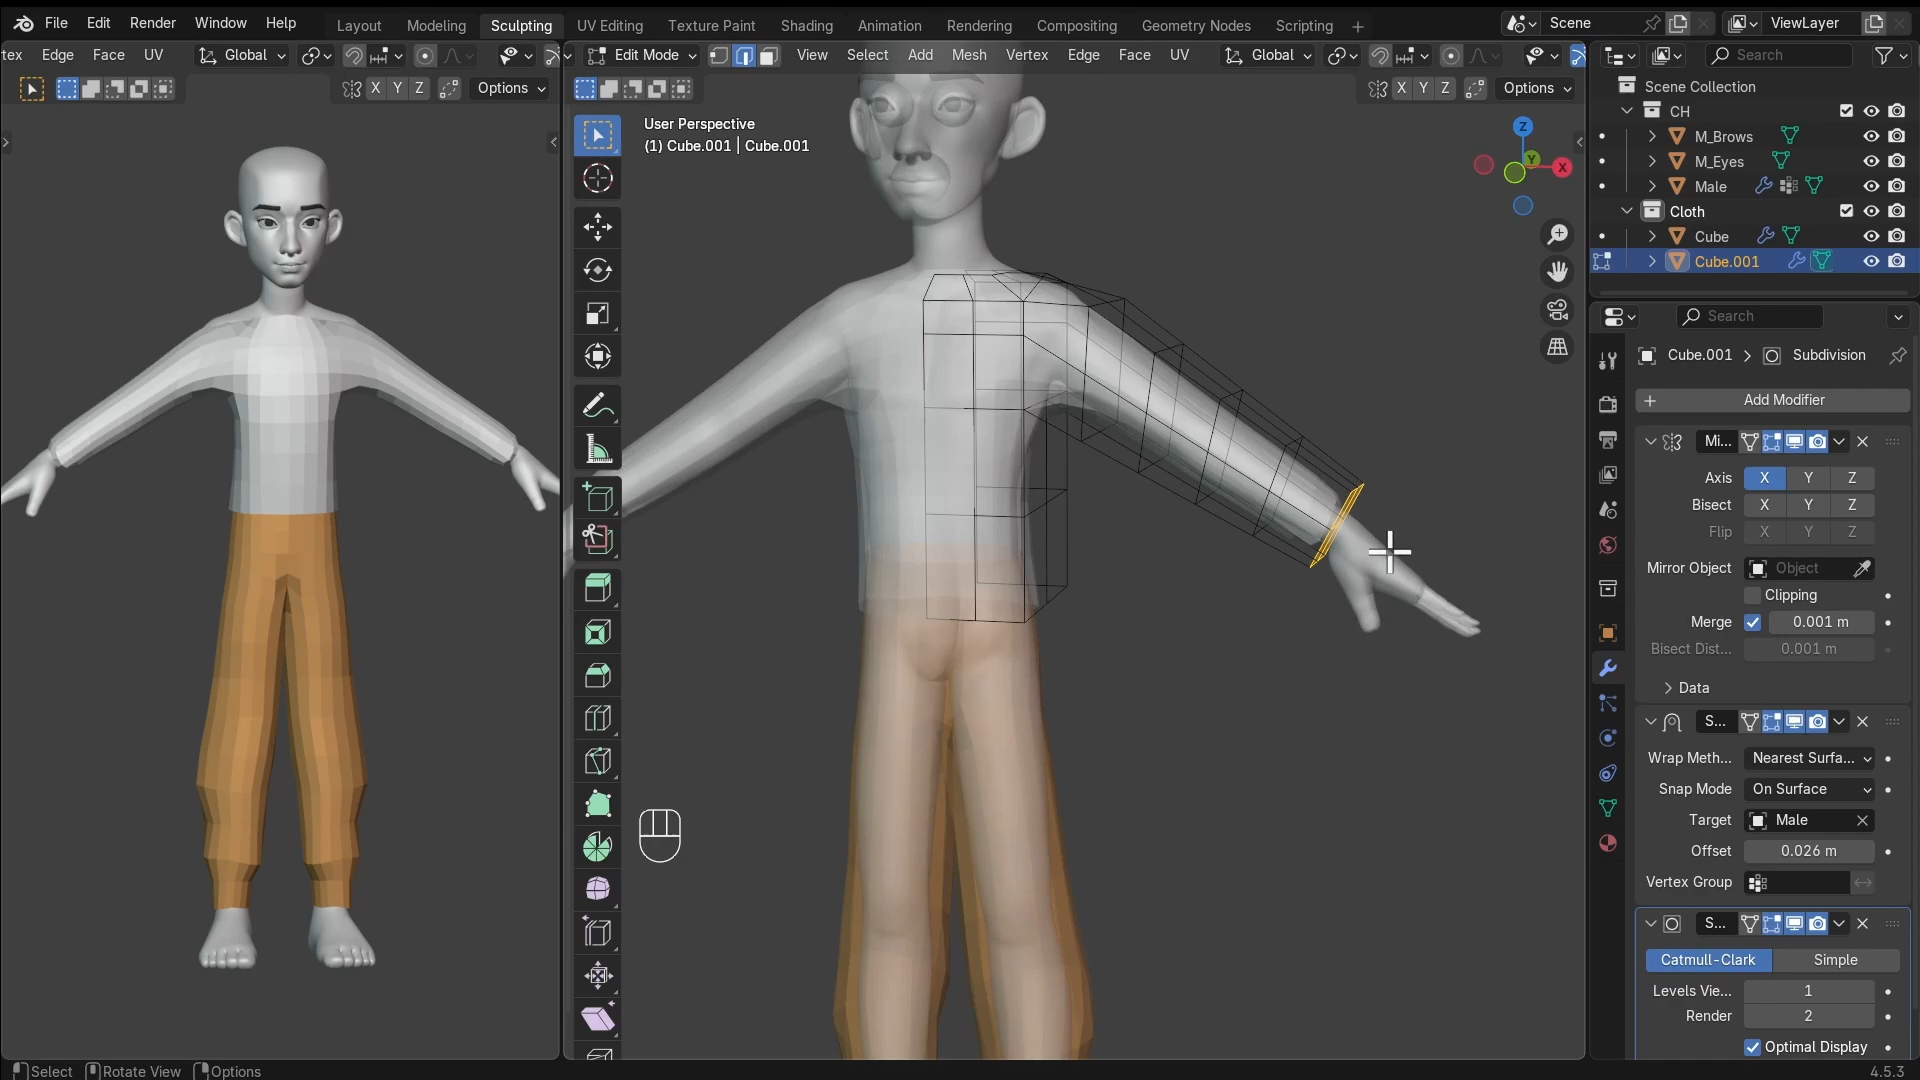 File Edit Render Window Help Layout Modeling Sculpting UV Editing Texture Paint Shading Animation Rendering Compositing Geometry Nodes Scripting + Scene ViewLayer
tex Edge Face UV Global Edit Mode View Select Add Mesh Vertex Edge Face UV Global Search
X Y Z Options X Y Z Options Scene Collection
CH
User Perspective
(1) Cube.001 | Cube.001
Z
Y
X
M_Brows
M_Eyes
Male
Cloth
Cube
Cube.001
Search
Cube.001 > Subdivision
+ Add Modifier
Mi...
Axis X Y Z
Bisect X Y Z
Flip X Y Z
Mirror Object Object
Clipping
Merge 0.001 m
Bisect Dist... 0.001 m
Data
S...
Wrap Meth... Nearest Surfa...
Snap Mode On Surface
Target Male
Offset 0.026 m
Vertex Group
S...
Catmull-Clark Simple
Levels Vie... 1
Render 2
Optimal Display
Select Rotate View Options 4.5.3